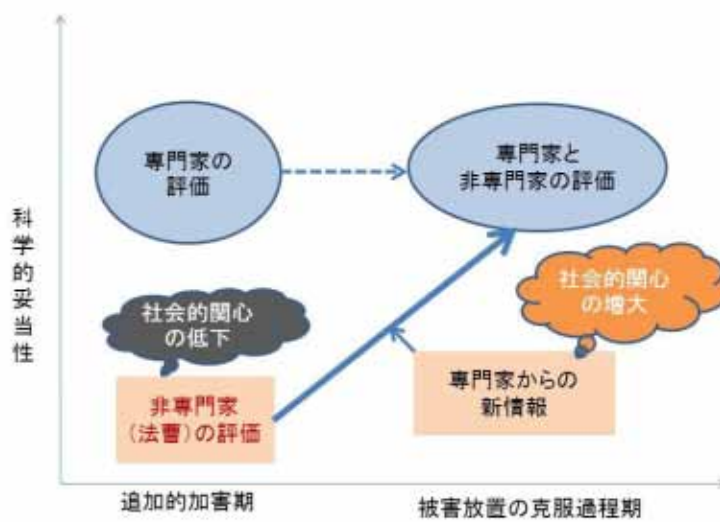 専門家の
評価
専門家と
非専門家の評価
科学的妥当性
社会的関心
の低下
社会的関心
の増大
非専門家
(法曹)の評価
専門家からの
新情報
追加的加害期
被害放置の克服過程期